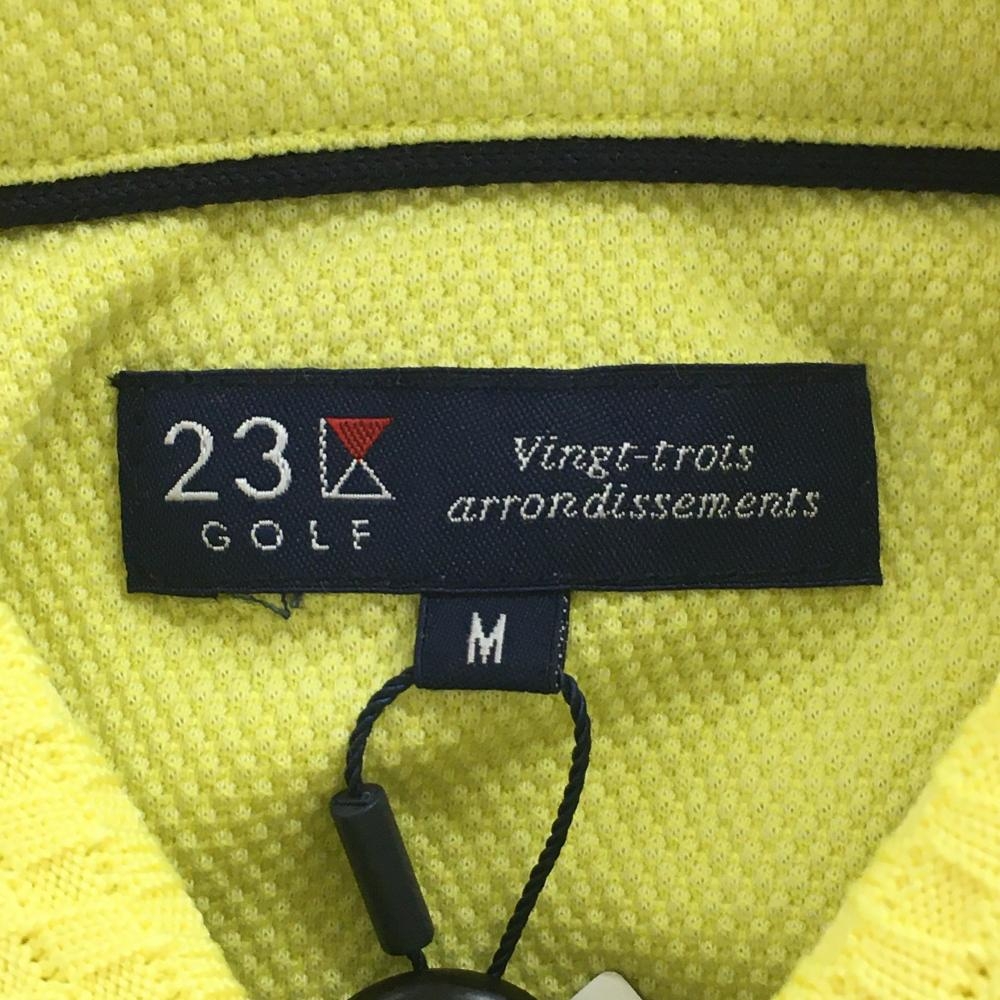 23
GOLF
Vingt-trois
arrondissements
M